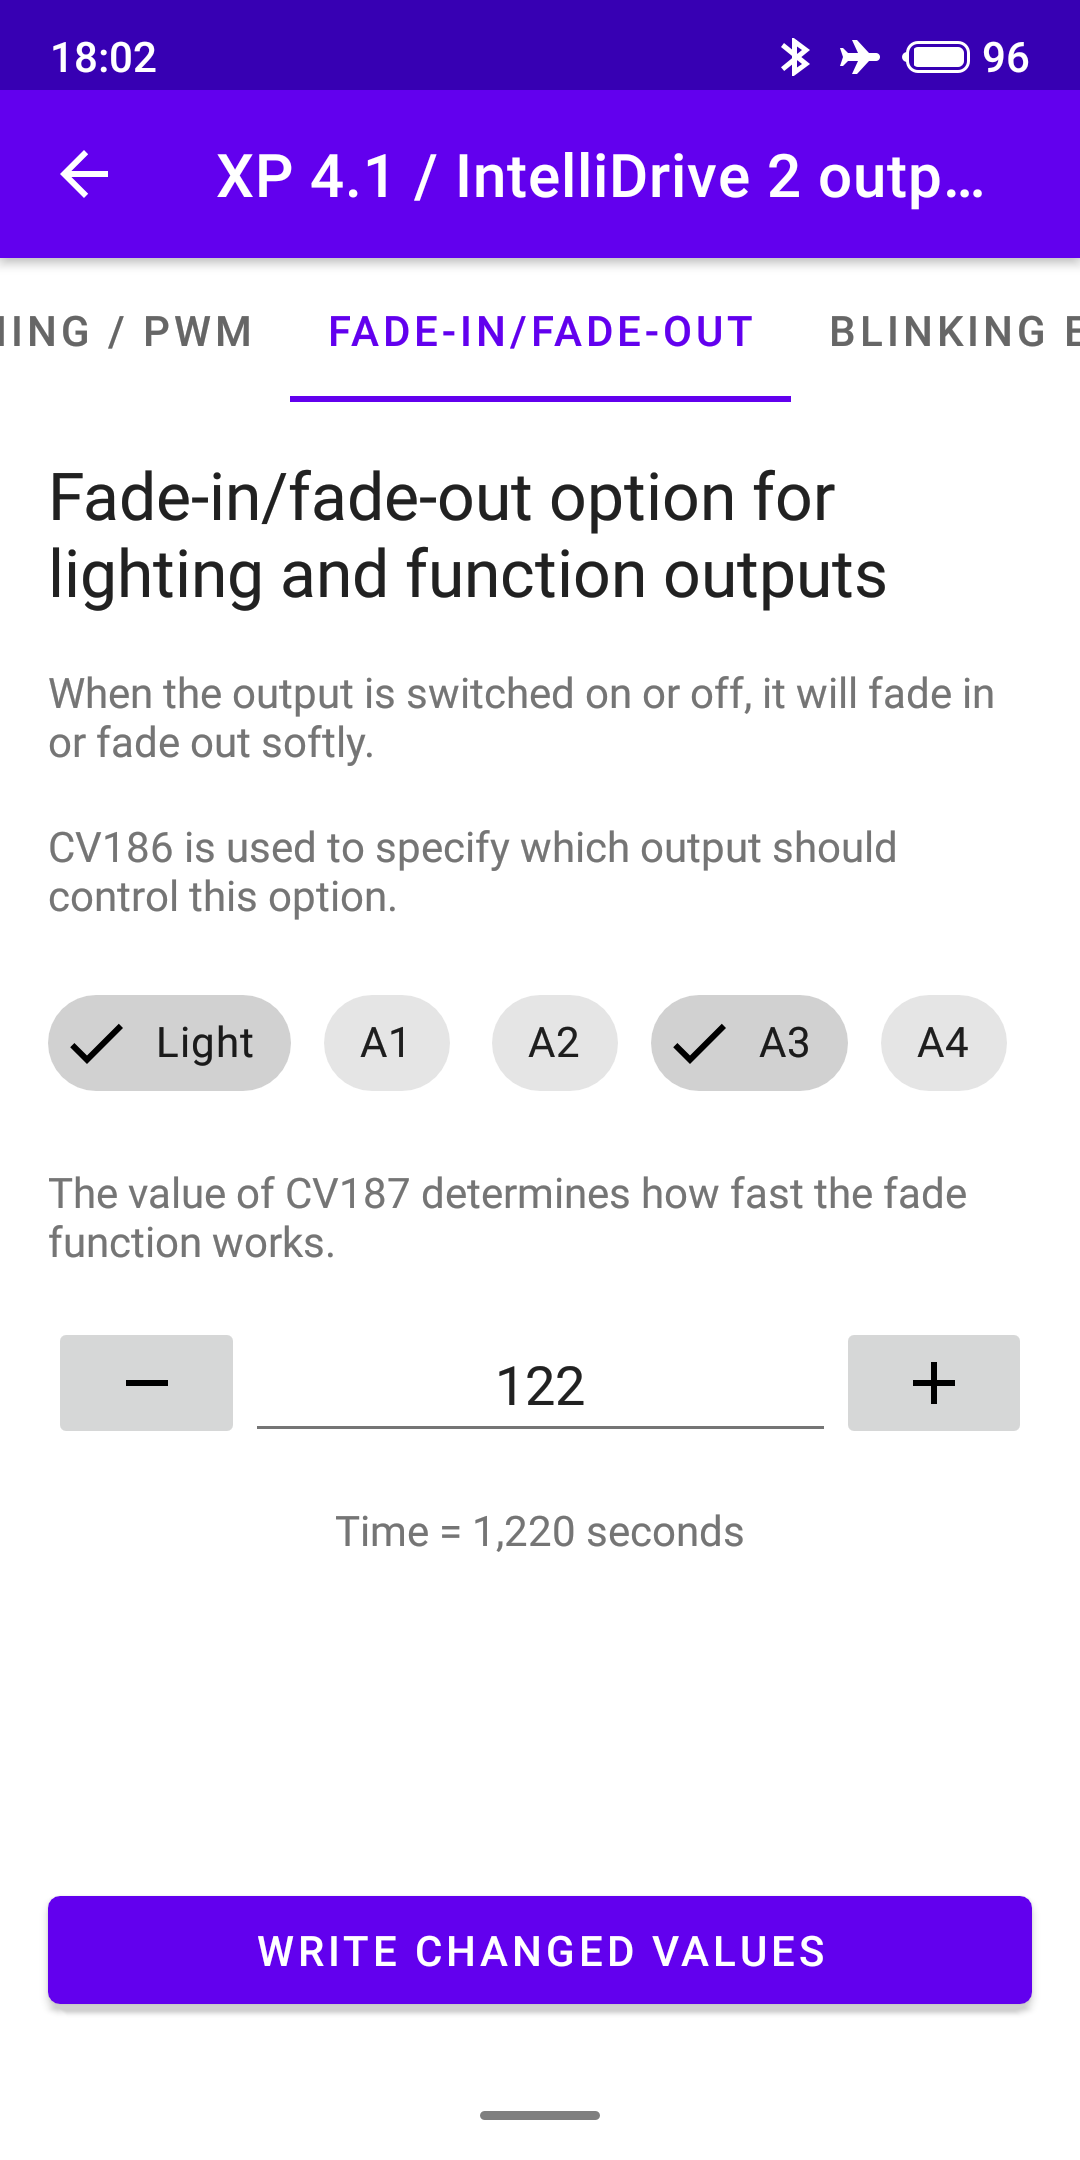 18:02
96
XP 4.1 / IntelliDrive 2 outp...
/ PWM
FADE-IN/FADE-OUT
BLINKING
Fade-in/fade-out option for
lighting and function outputs
When the output is switched on or off, it will fade in
or fade out softly.
CV186 is used to specify which output should
control this option.
Light
A1
A2
A3
A4
The value of CV187 determines how fast the fade
function works.
122
Time = 1,220 seconds
WRITE CHANGED VALUES